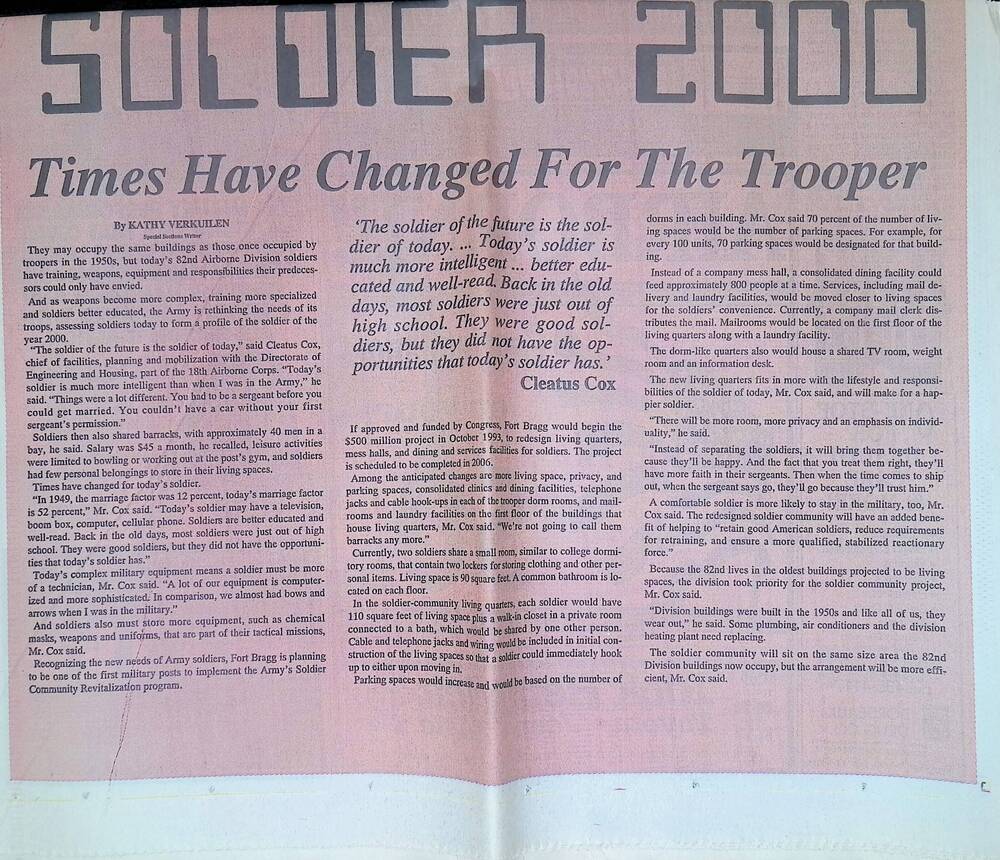 SOLDIER 2000
Times Have Changed For The Trooper
By KATHY VERKUILEN
Special Sections Writer
They may occupy the same buildings as those once occupied by
troopers in the 1950s, but today's 82nd Airborne Division soldiers
have training, weapons, equipment and responsibilities their predeces-
sors could only have envied.
And as weapons become more complex, training more specialized
and soldiers better educated, the Army is rethinking the needs of its
troops, assessing soldiers today to form a profile of the soldier of the
year 2000.
"The soldier of the future is the soldier of today," said Cleatus Cox,
chief of facilities, planning and mobilization with the Directorate of
Engineering and Housing, part of the 18th Airborne Corps. "Today's
soldier is much more intelligent than when I was in the Army," he
said. "Things were a lot different. You had to be a sergeant before you
could get married. You couldn't have a car without your first
sergeant's permission."
Soldiers then also shared barracks, with approximately 40 men in a
bay, he said. Salary was $45 a month, he recalled, leisure activities
were limited to bowling or working out at the post's gym, and soldiers
had few personal belongings to store in their living spaces.
Times have changed for today's soldier.
"In 1949, the marriage factor was 12 percent, today's marriage factor
is 52 percent," Mr. Cox said. "Today's soldier may have a television,
boom box, computer, cellular phone. Soldiers are better educated and
well-read. Back in the old days, most soldiers were just out of high
school. They were good soldiers, but they did not have the opportuni-
ties that today's soldier has."
Today's complex military equipment means a soldier must be more
of a technician, Mr. Cox said. "A lot of our equipment is computer-
ized and more sophisticated. In comparison, we almost had bows and
arrows when I was in the military."
And soldiers also must store more equipment, such as chemical
masks, weapons and uniforms, that are part of their tactical missions,
Mr. Cox said.
Recognizing the new needs of Army soldiers, Fort Bragg is planning
to be one of the first military posts to implement the Army's Soldier
Community Revitalization program.
'The soldier of the future is the sol-
dier of today. ... Today's soldier is
much more intelligent ... better edu-
cated and well-read. Back in the old
days, most soldiers were just out of
high school. They were good sol-
diers, but they did not have the op-
portunities that today's soldier has.'
Cleatus Cox
If approved and funded by Congress, Fort Bragg would begin the
$500 million project in October 1993, to redesign living quarters,
mess halls, and dining and services facilities for soldiers. The project
is scheduled to be completed in 2006.
Among the anticipated changes are more living space, privacy, and
parking spaces, consolidated clinics and dining facilities, telephone
jacks and cable hook-ups in each of the trooper dorm rooms, and mail-
rooms and laundry facilities on the first floor of the buildings that
house living quarters, Mr. Cox said. "We're not going to call them
barracks any more."
Currently, two soldiers share a small room, similar to college dormi-
tory rooms, that contain two lockers for storing clothing and other per-
sonal items. Living space is 90 square feet. A common bathroom is lo-
cated on each floor.
In the soldier-community living quarters, each soldier would have
110 square feet of living space plus a walk-in closet in a private room
connected to a bath, which would be shared by one other person.
Cable and telephone jacks and wiring would be included in initial con-
struction of the living spaces so that a soldier could immediately hook
up to either upon moving in.
Parking spaces would increase and would be based on the number of
dorms in each building. Mr. Cox said 70 percent of the number of liv-
ing spaces would be the number of parking spaces. For example, for
every 100 units, 70 parking spaces would be designated for that build-
ing.
Instead of a company mess hall, a consolidated dining facility could
feed approximately 800 people at a time. Services, including mail de-
livery and laundry facilities, would be moved closer to living spaces
for the soldiers' convenience. Currently, a company mail clerk dis-
tributes the mail. Mailrooms would be located on the first floor of the
living quarters along with a laundry facility.
The dorm-like quarters also would house a shared TV room, weight
room and an information desk.
The new living quarters fits in more with the lifestyle and responsi-
bilities of the soldier of today, Mr. Cox said, and will make for a hap-
pier soldier.
"There will be more room, more privacy and an emphasis on individ-
uality," he said.
"Instead of separating the soldiers, it will bring them together be-
cause they'll be happy. And the fact that you treat them right, they'll
have more faith in their sergeants. Then when the time comes to ship
out, when the sergeant says go, they'll go because they'll trust him."
A comfortable soldier is more likely to stay in the military, too, Mr.
Cox said. The redesigned soldier community will have an added bene-
fit of helping to "retain good American soldiers, reduce requirements
for retraining, and ensure a more qualified, stabilized reactionary
force."
Because the 82nd lives in the oldest buildings projected to be living
spaces, the division took priority for the soldier community project,
Mr. Cox said.
"Division buildings were built in the 1950s and like all of us, they
wear out," he said. Some plumbing, air conditioners and the division
heating plant need replacing.
The soldier community will sit on the same size area the 82nd
Division buildings now occupy, but the arrangement will be more effi-
cient, Mr. Cox said.